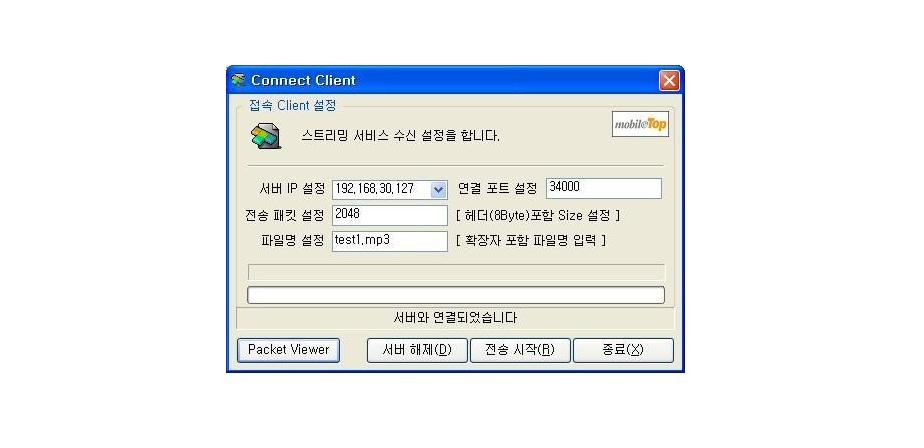 Connect Client
접속 Client 설정
스트리밍 서비스 수신 설정을 합니다.
mobile Top
서버 IP 설정 192,168,30,127 연결 포트 설정 34000
전송 패킷 설정 2048 [ 헤더(8Byte)포함 Size 설정 ]
파일명 설정 test1,mp3 [ 확장자 포함 파일명 입력 ]
서버와 연결되었습니다
Packet Viewer 서버 해제(D) 전송 시작(R) 종료(X)